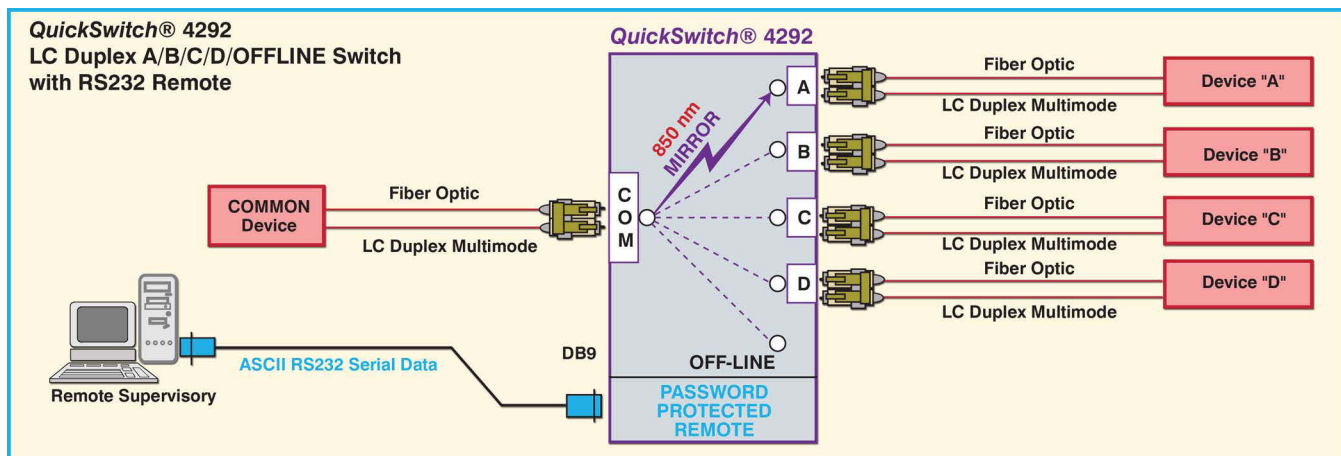 QuickSwitch® 4292
LC Duplex A/B/C/D/OFFLINE Switch
with RS232 Remote
QuickSwitch® 4292
COMMON
Device
Fiber Optic
LC Duplex Multimode
COM
850 nm
MIRROR
A
B
C
D
OFF-LINE
Fiber Optic
LC Duplex Multimode
Device "A"
Fiber Optic
LC Duplex Multimode
Device "B"
Fiber Optic
LC Duplex Multimode
Device "C"
Fiber Optic
LC Duplex Multimode
Device "D"
Remote Supervisory
ASCII RS232 Serial Data
DB9
PASSWORD
PROTECTED
REMOTE